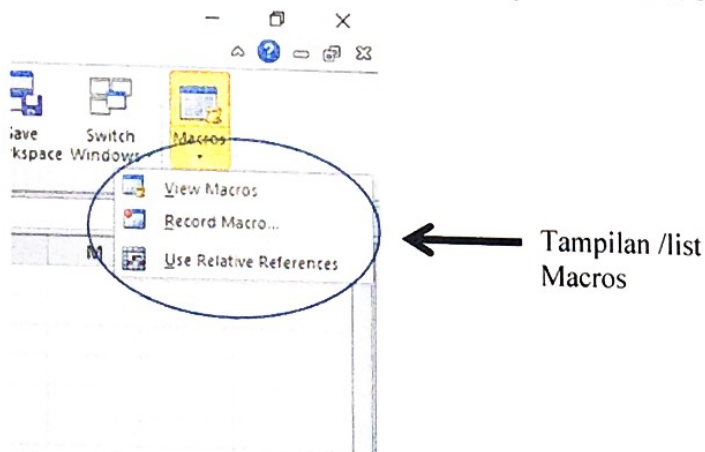 Save Switch Macros
Workspace Windows
View Macros
Record Macro...
M
Use Relative References
Tampilan /list
Macros